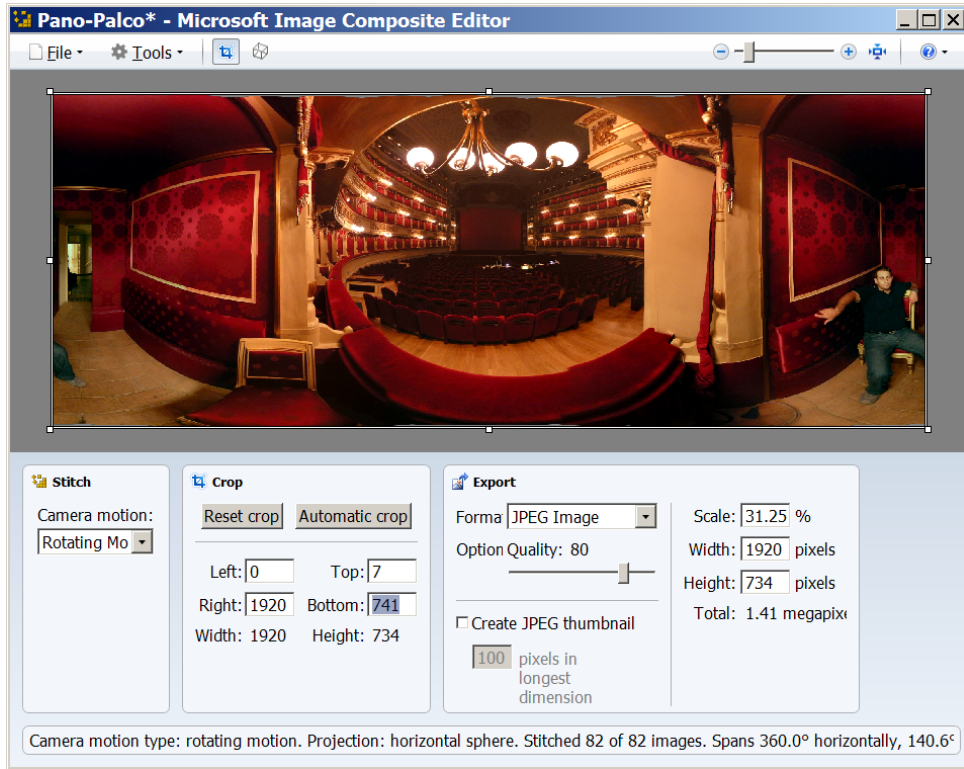 Pano-Palco* - Microsoft Image Composite Editor
File Tools
Stitch
Camera motion:
Rotating Mo
Crop
Reset crop Automatic crop
Left: 0 Top: 7
Right: 1920 Bottom: 741
Width: 1920 Height: 734
Export
Forma JPEG Image
Option Quality: 80
Create JPEG thumbnail
100 pixels in
longest
dimension
Scale: 31.25 %
Width: 1920 pixels
Height: 734 pixels
Total: 1.41 megapixe
Camera motion type: rotating motion. Projection: horizontal sphere. Stitched 82 of 82 images. Spans 360.0° horizontally, 140.6°